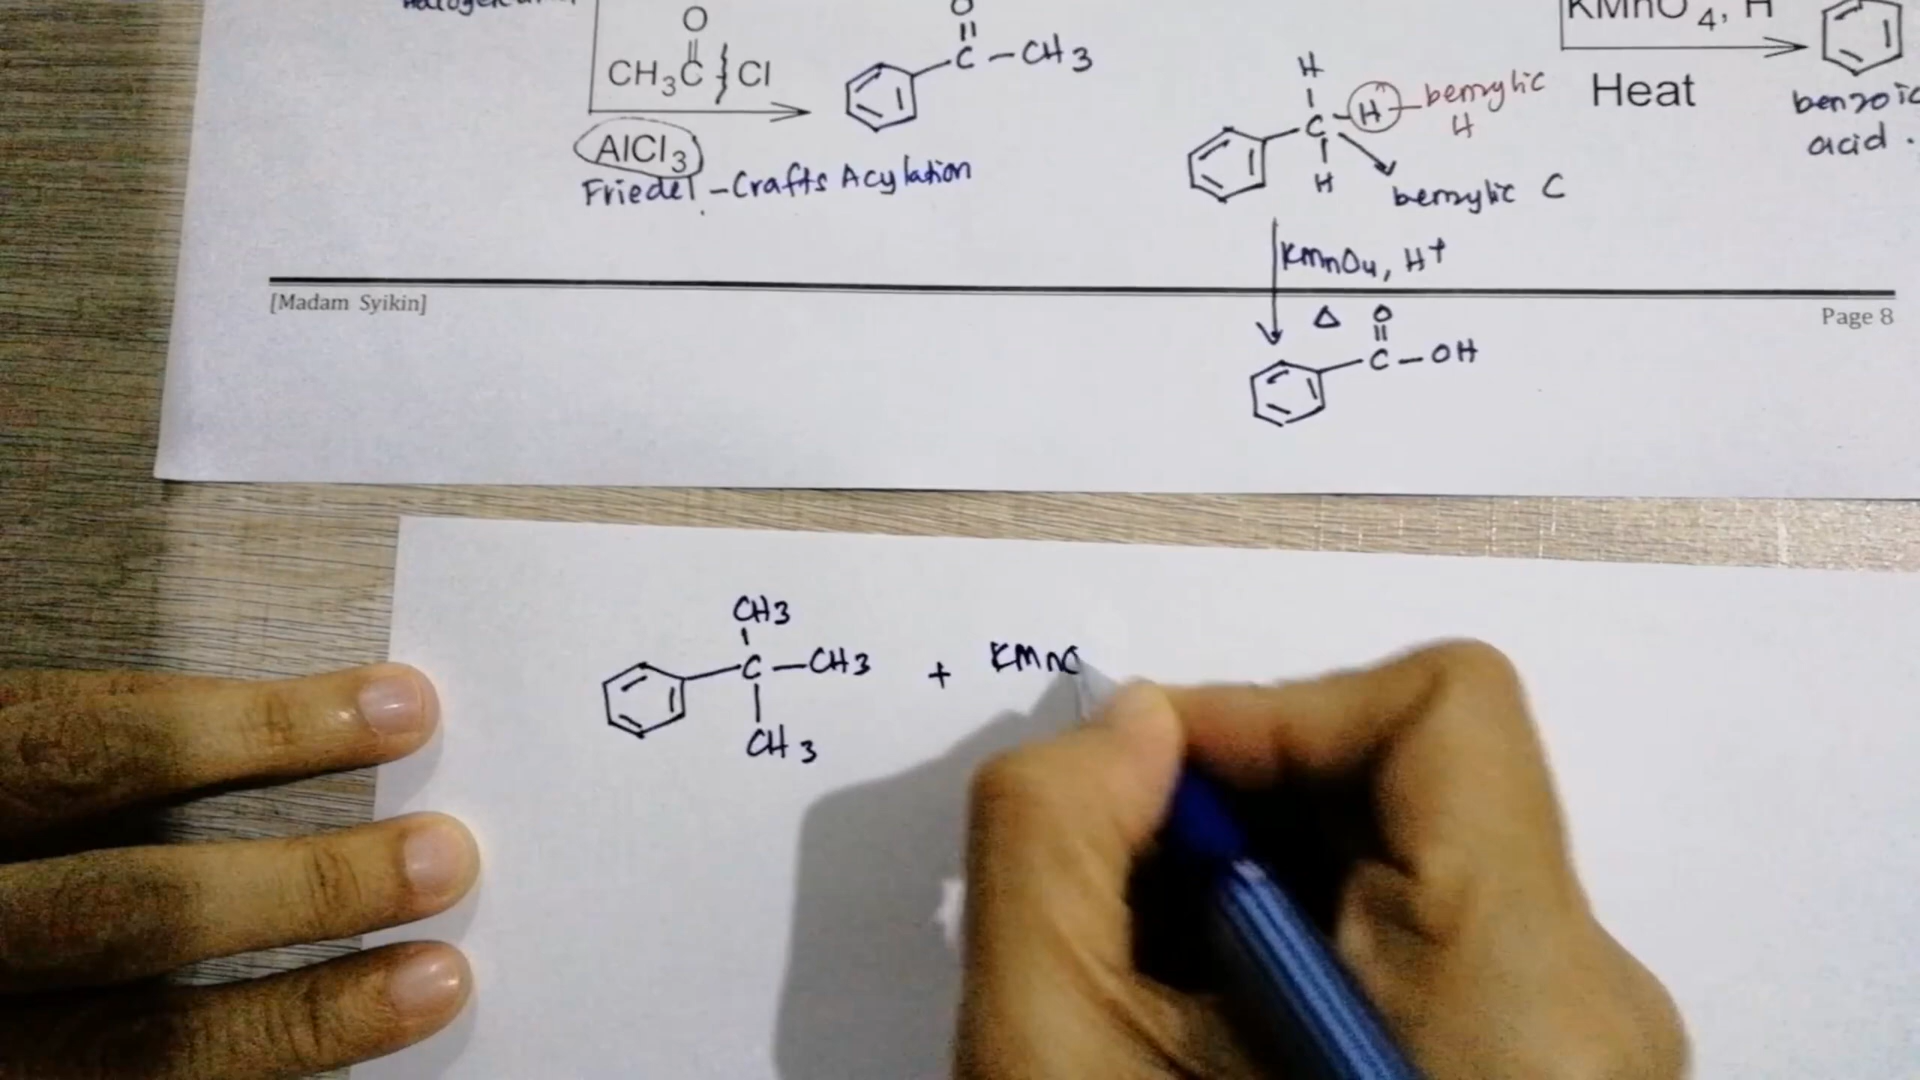 O
O
CH3C Cl
C-CH3
AlCl3
Friedel-Crafts Acylation
H
C-H-benzylic
H
H
benzylic C
KMnO4, H
Heat
benzoic
acid.
KMnO4, H+
Δ
[Madam Syikin]
Page 8
O
C-OH
CH3
C-CH3 + KMnO
CH3